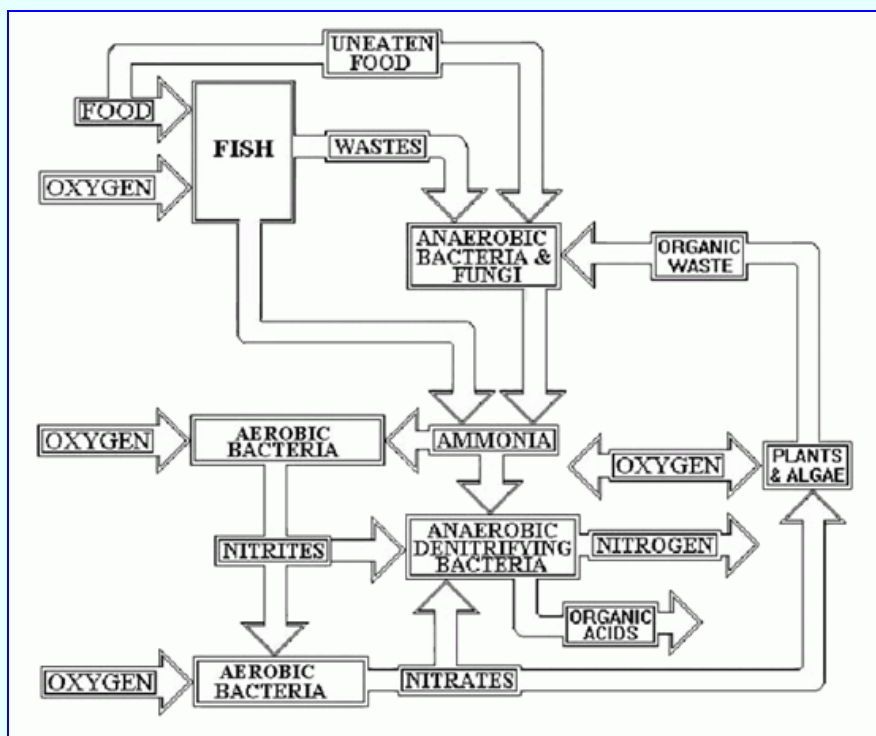 UNEATEN
FOOD
FOOD
FISH
WASTES
OXYGEN
ANAEROBIC
BACTERIA &
FUNGI
ORGANIC
WASTE
OXYGEN
AEROBIC
BACTERIA
AMMONIA
OXYGEN
PLANTS
& ALGAE
NITRITES
ANAEROBIC
DENITRIFYING
BACTERIA
NITROGEN
ORGANIC
ACIDS
OXYGEN
AEROBIC
BACTERIA
NITRATES